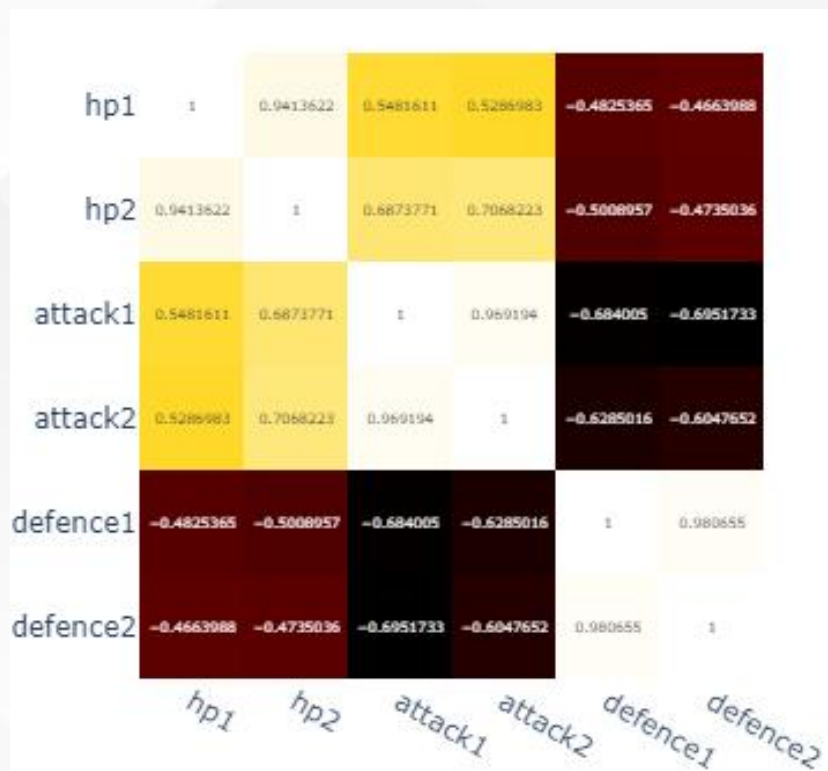 hp1 1 0.9413622 0.5481611 0.5286983 −0.4825365 −0.4663988
hp2 0.9413622 1 0.6873771 0.7068223 −0.5008957 −0.4735036
attack1 0.5481611 0.6873771 1 0.969194 −0.684005 −0.6951733
attack2 0.5286983 0.7068223 0.969194 1 −0.6285016 −0.6047652
defence1 −0.4825365 −0.5008957 −0.684005 −0.6285016 1 0.980655
defence2 −0.4663988 −0.4735036 −0.6951733 −0.6047652 0.980655 1
hp1 hp2 attack1 attack2 defence1 defence2